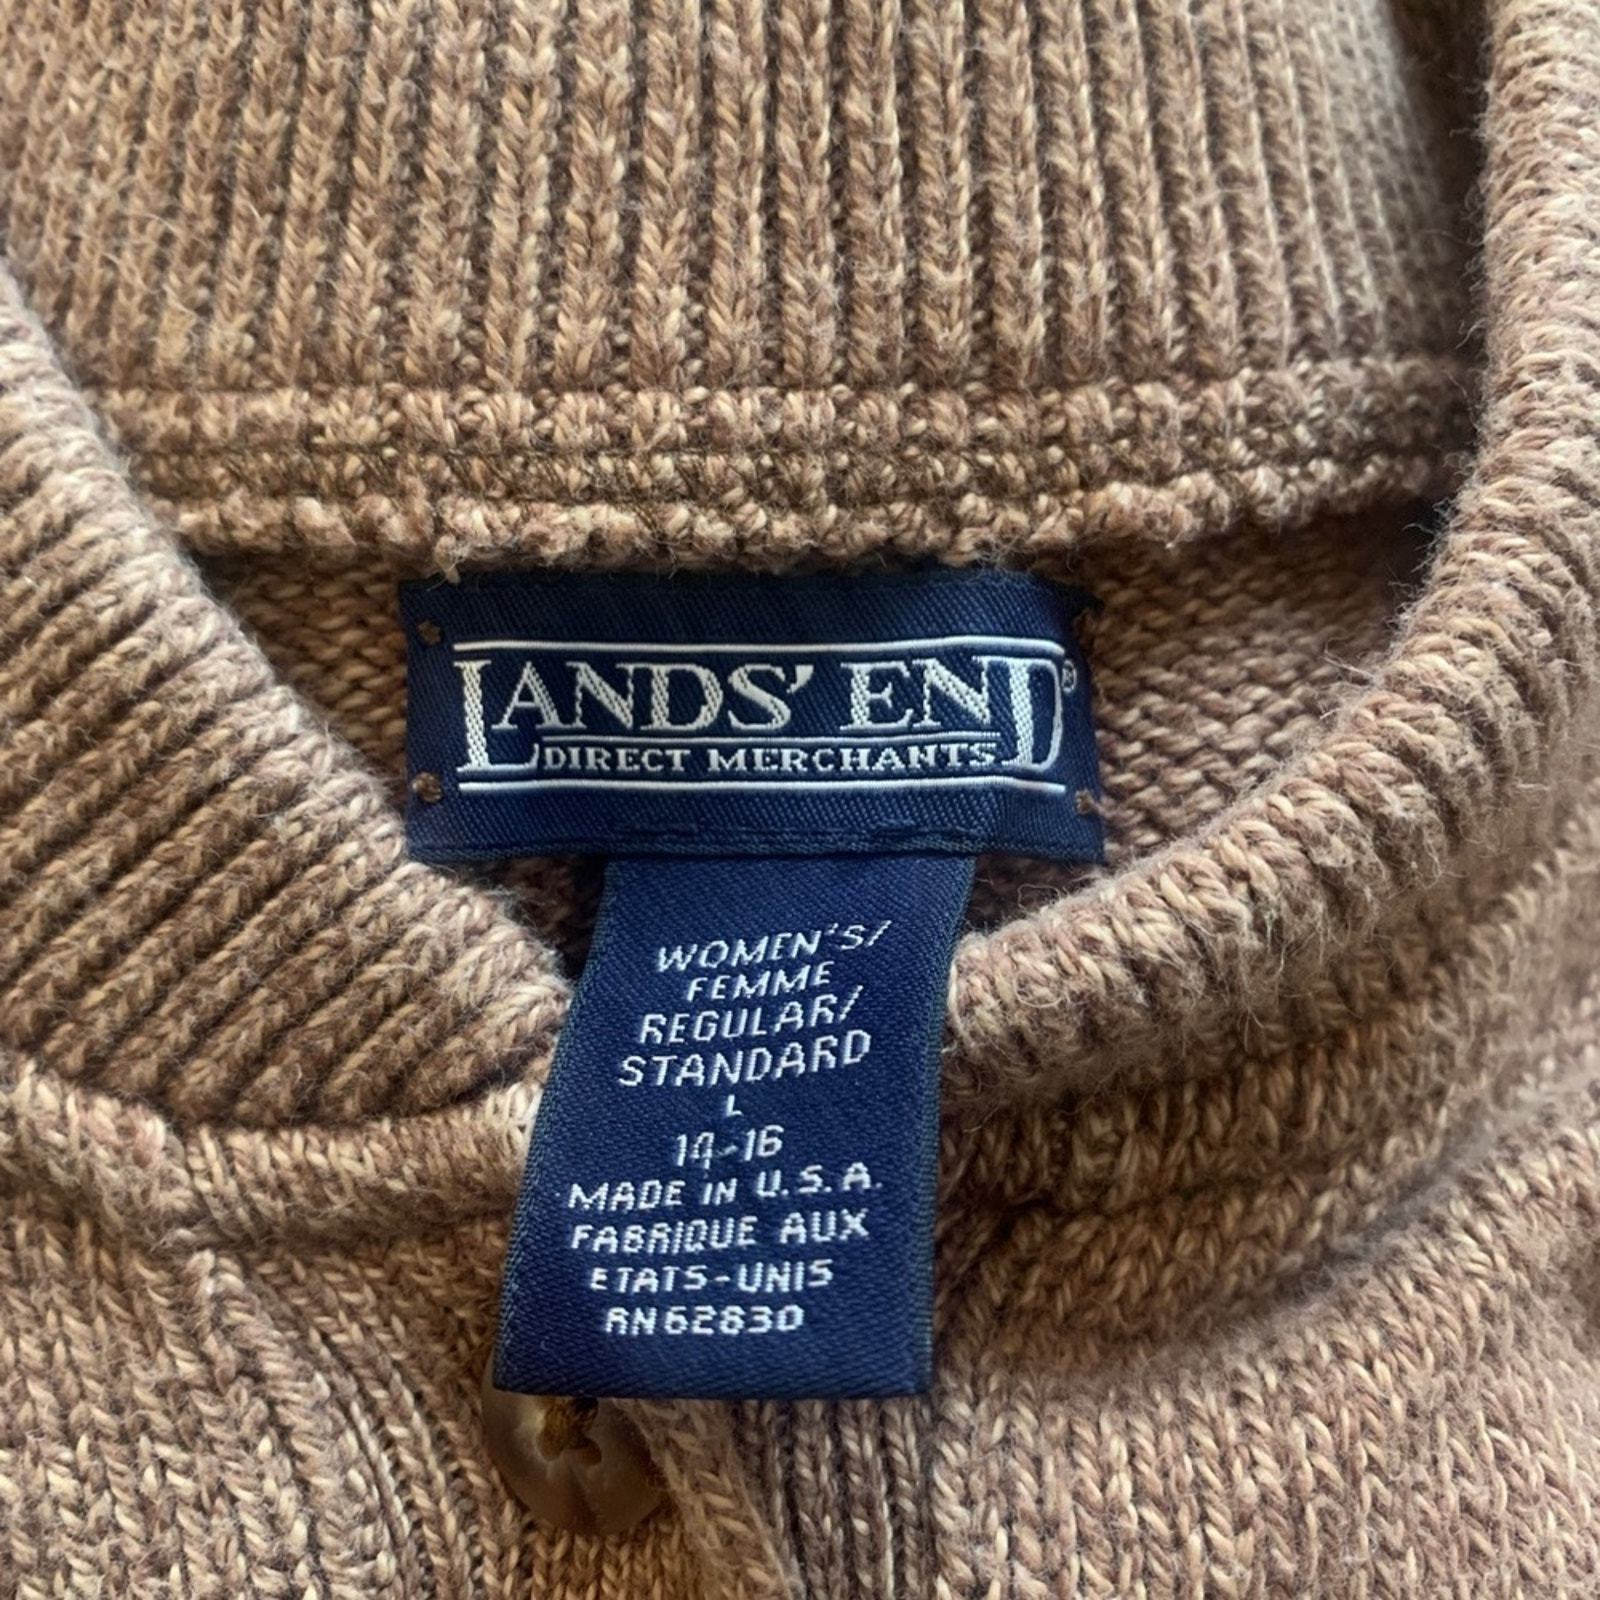 LANDS' END®
DIRECT MERCHANTS
WOMEN'S/
FEMME
REGULAR/
STANDARD
L
14-16
MADE IN U.S.A.
FABRIQUE AUX
ETATS-UNIS
RN62830